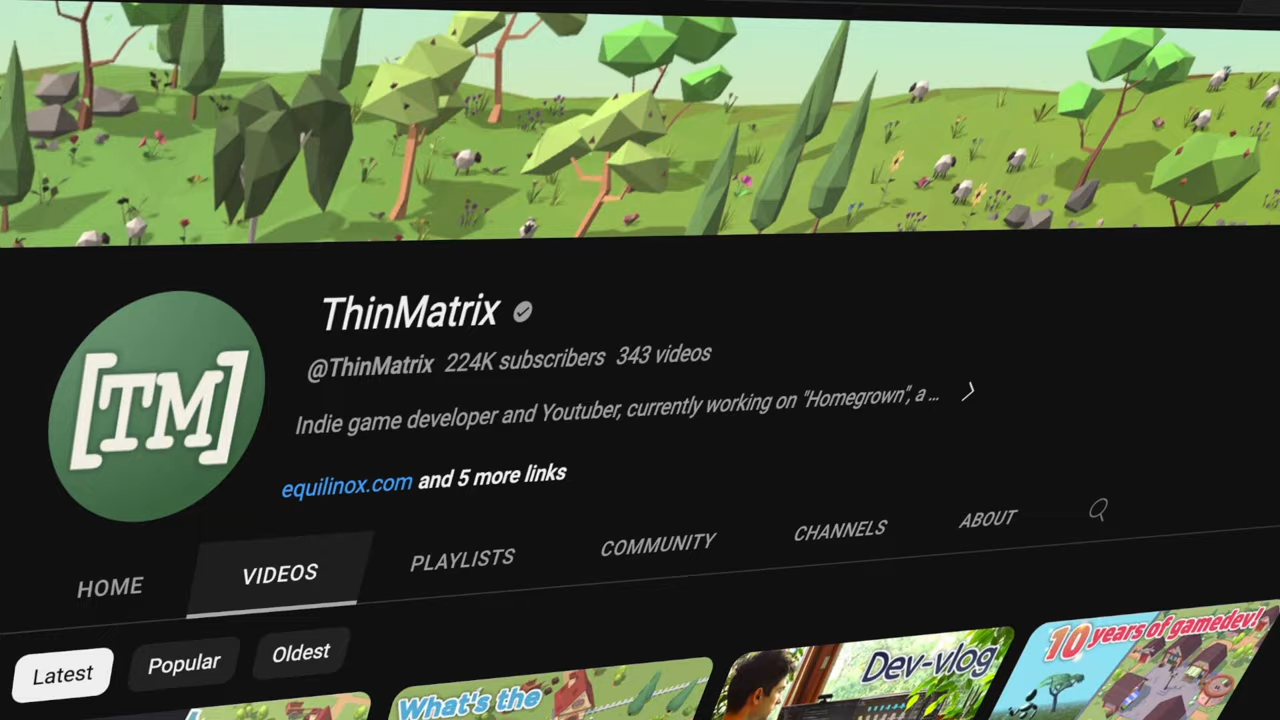 [TM]
ThinMatrix
@ThinMatrix 224K subscribers 343 videos
Indie game developer and Youtuber, currently working on "Homegrown", a ...
equilinox.com and 5 more links
HOME VIDEOS PLAYLISTS COMMUNITY CHANNELS ABOUT
Latest Popular Oldest
What's the
Dev-vlog
10 years of gamedev!